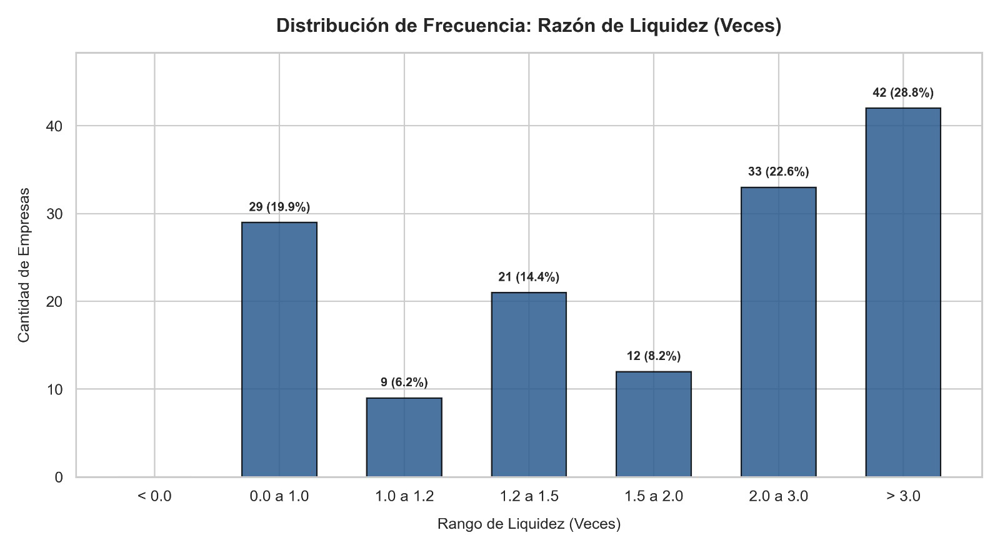 Distribución de Frecuencia: Razón de Liquidez (Veces)
42 (28.8%)
40
33 (22.6%)
29 (19.9%)
30
21 (14.4%)
20
12 (8.2%)
9 (6.2%)
10
0
Cantidad de Empresas
< 0.0
0.0 a 1.0
1.0 a 1.2
1.2 a 1.5
1.5 a 2.0
2.0 a 3.0
> 3.0
Rango de Liquidez (Veces)